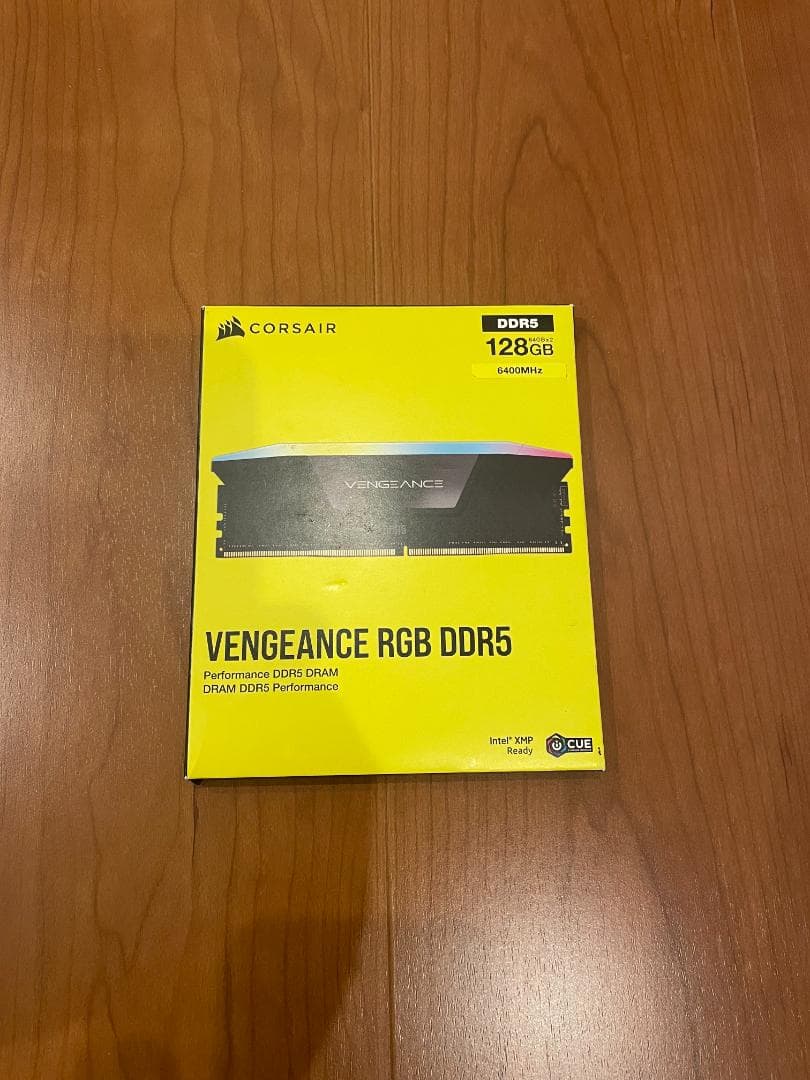 CORSAIR
DDR5
128GB 64GBx2
6400MHz
VENGEANCE
VENGEANCE RGB DDR5
Performance DDR5 DRAM
DRAM DDR5 Performance
Intel® XMP
Ready
CUE